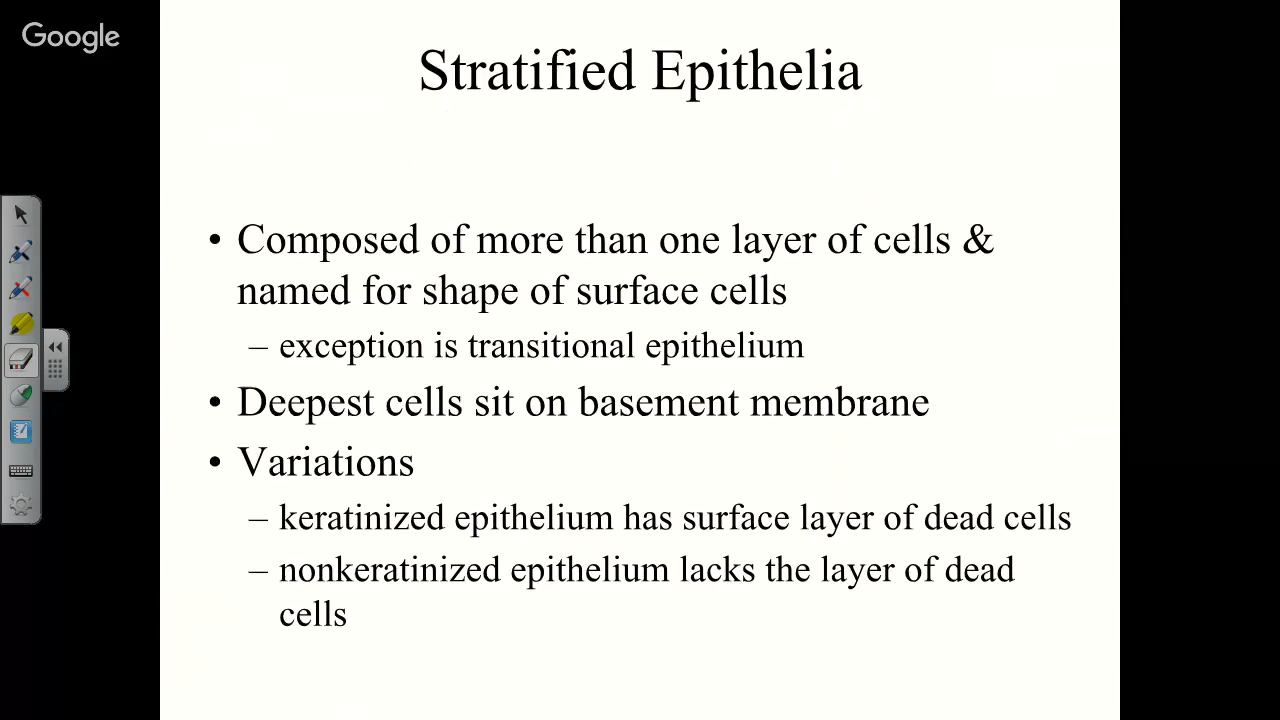 Google
Stratified Epithelia
• Composed of more than one layer of cells &
named for shape of surface cells
– exception is transitional epithelium
• Deepest cells sit on basement membrane
• Variations
– keratinized epithelium has surface layer of dead cells
– nonkeratinized epithelium lacks the layer of dead
cells